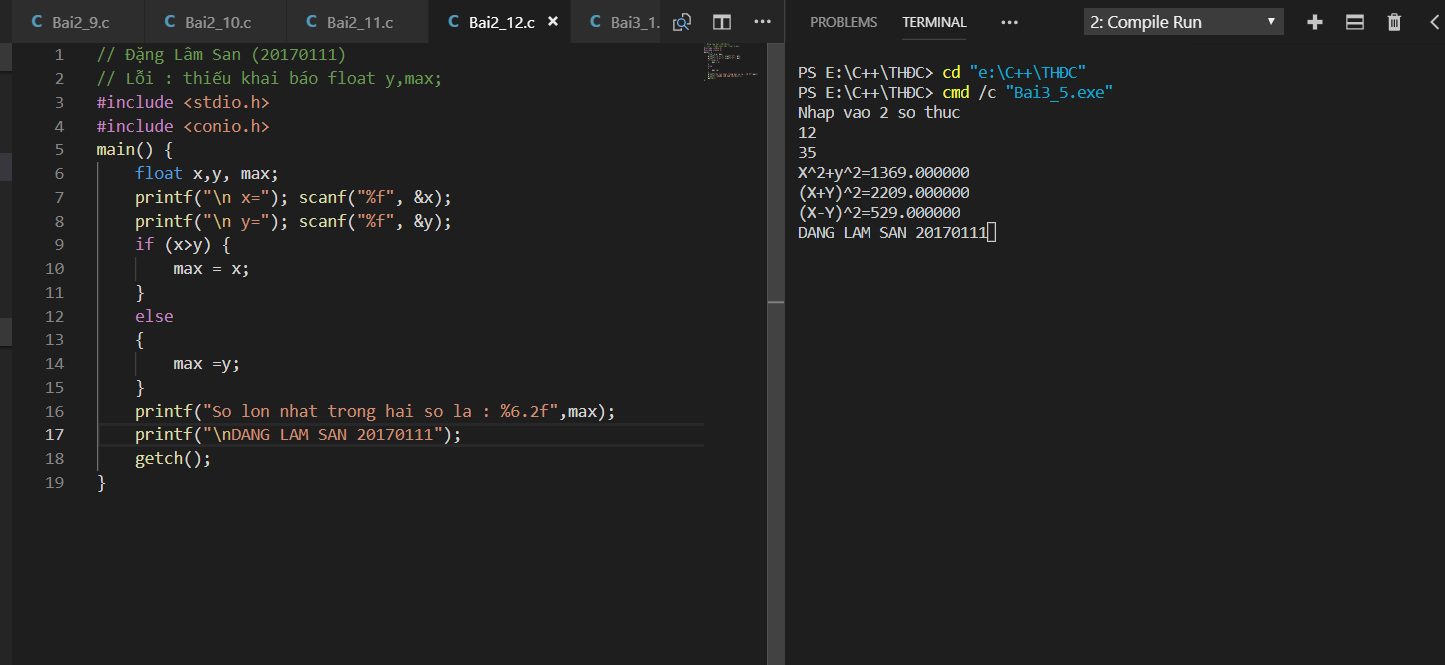 C Bai2_9.c C Bai2_10.c C Bai2_11.c C Bai2_12.c × C Bai3_1.
PROBLEMS TERMINAL ••• 2: Compile Run
1 // Đặng Lâm San (20170111)
2 // Lỗi : thiếu khai báo float y,max;
3 #include <stdio.h>
4 #include <conio.h>
5 main() {
6 float x,y, max;
7 printf("\n x="); scanf("%f", &x);
8 printf("\n y="); scanf("%f", &y);
9 if (x>y) {
10 max = x;
11 }
12 else
13 {
14 max =y;
15 }
16 printf("So lon nhat trong hai so la : %6.2f",max);
17 printf("\nDANG LAM SAN 20170111");
18 getch();
19 }
PS E:\C++\THĐC> cd "e:\C++\THĐC"
PS E:\C++\THĐC> cmd /c "Bai3_5.exe"
Nhap vao 2 so thuc
12
35
X^2+y^2=1369.000000
(X+Y)^2=2209.000000
(X-Y)^2=529.000000
DANG LAM SAN 20170111